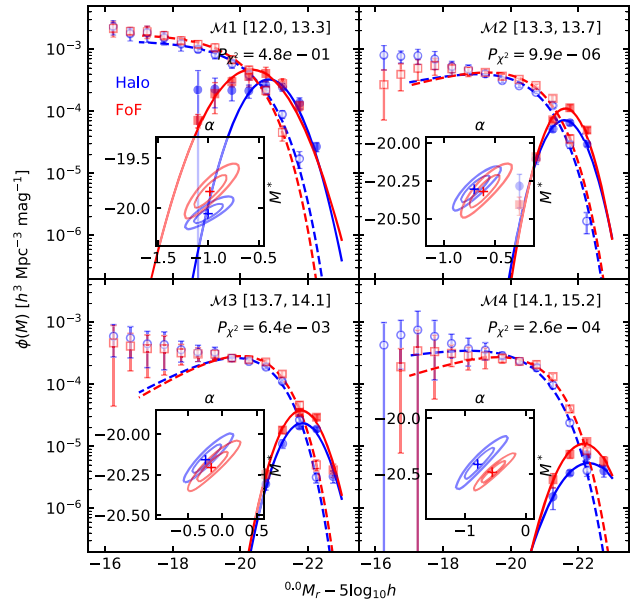 ℳ1 [12.0, 13.3]
P_χ² = 4.8e − 01
Halo
FoF
α
M*
−19.5
−20.0
−1.5 −1.0 −0.5
ℳ2 [13.3, 13.7]
P_χ² = 9.9e − 06
α
M*
−20.00
−20.25
−20.50
−1.0 −0.5
10⁻³
10⁻⁴
10⁻⁵
10⁻⁶
ϕ(M) [h³ Mpc⁻³ mag⁻¹]
ℳ3 [13.7, 14.1]
P_χ² = 6.4e − 03
α
M*
−20.00
−20.25
−20.50
−0.5 0.0 0.5
ℳ4 [14.1, 15.2]
P_χ² = 2.6e − 04
α
M*
−20.0
−20.5
−1 0
10⁻³
10⁻⁴
10⁻⁵
10⁻⁶
−16 −18 −20 −22
−16 −18 −20 −22
⁰·⁰M_r − 5log₁₀h